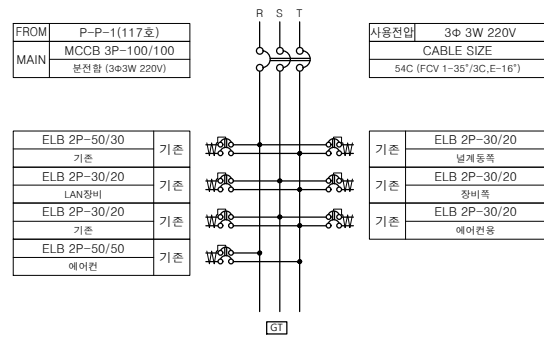 R S T
FROM P-P-1(117호)
MAIN MCCB 3P-100/100
분전함 (3Φ3W 220V)
사용전압 3Φ 3W 220V
CABLE SIZE
54C (FCV 1-35"/3C,E-16")
ELB 2P-50/30
기존
기존
ELB 2P-30/20
LAN장비
기존
ELB 2P-30/20
기존
기존
ELB 2P-50/50
에어컨
기존
기존
ELB 2P-30/20
널계동쪽
기존
ELB 2P-30/20
장비쪽
기존
ELB 2P-30/20
에어컨용
GT